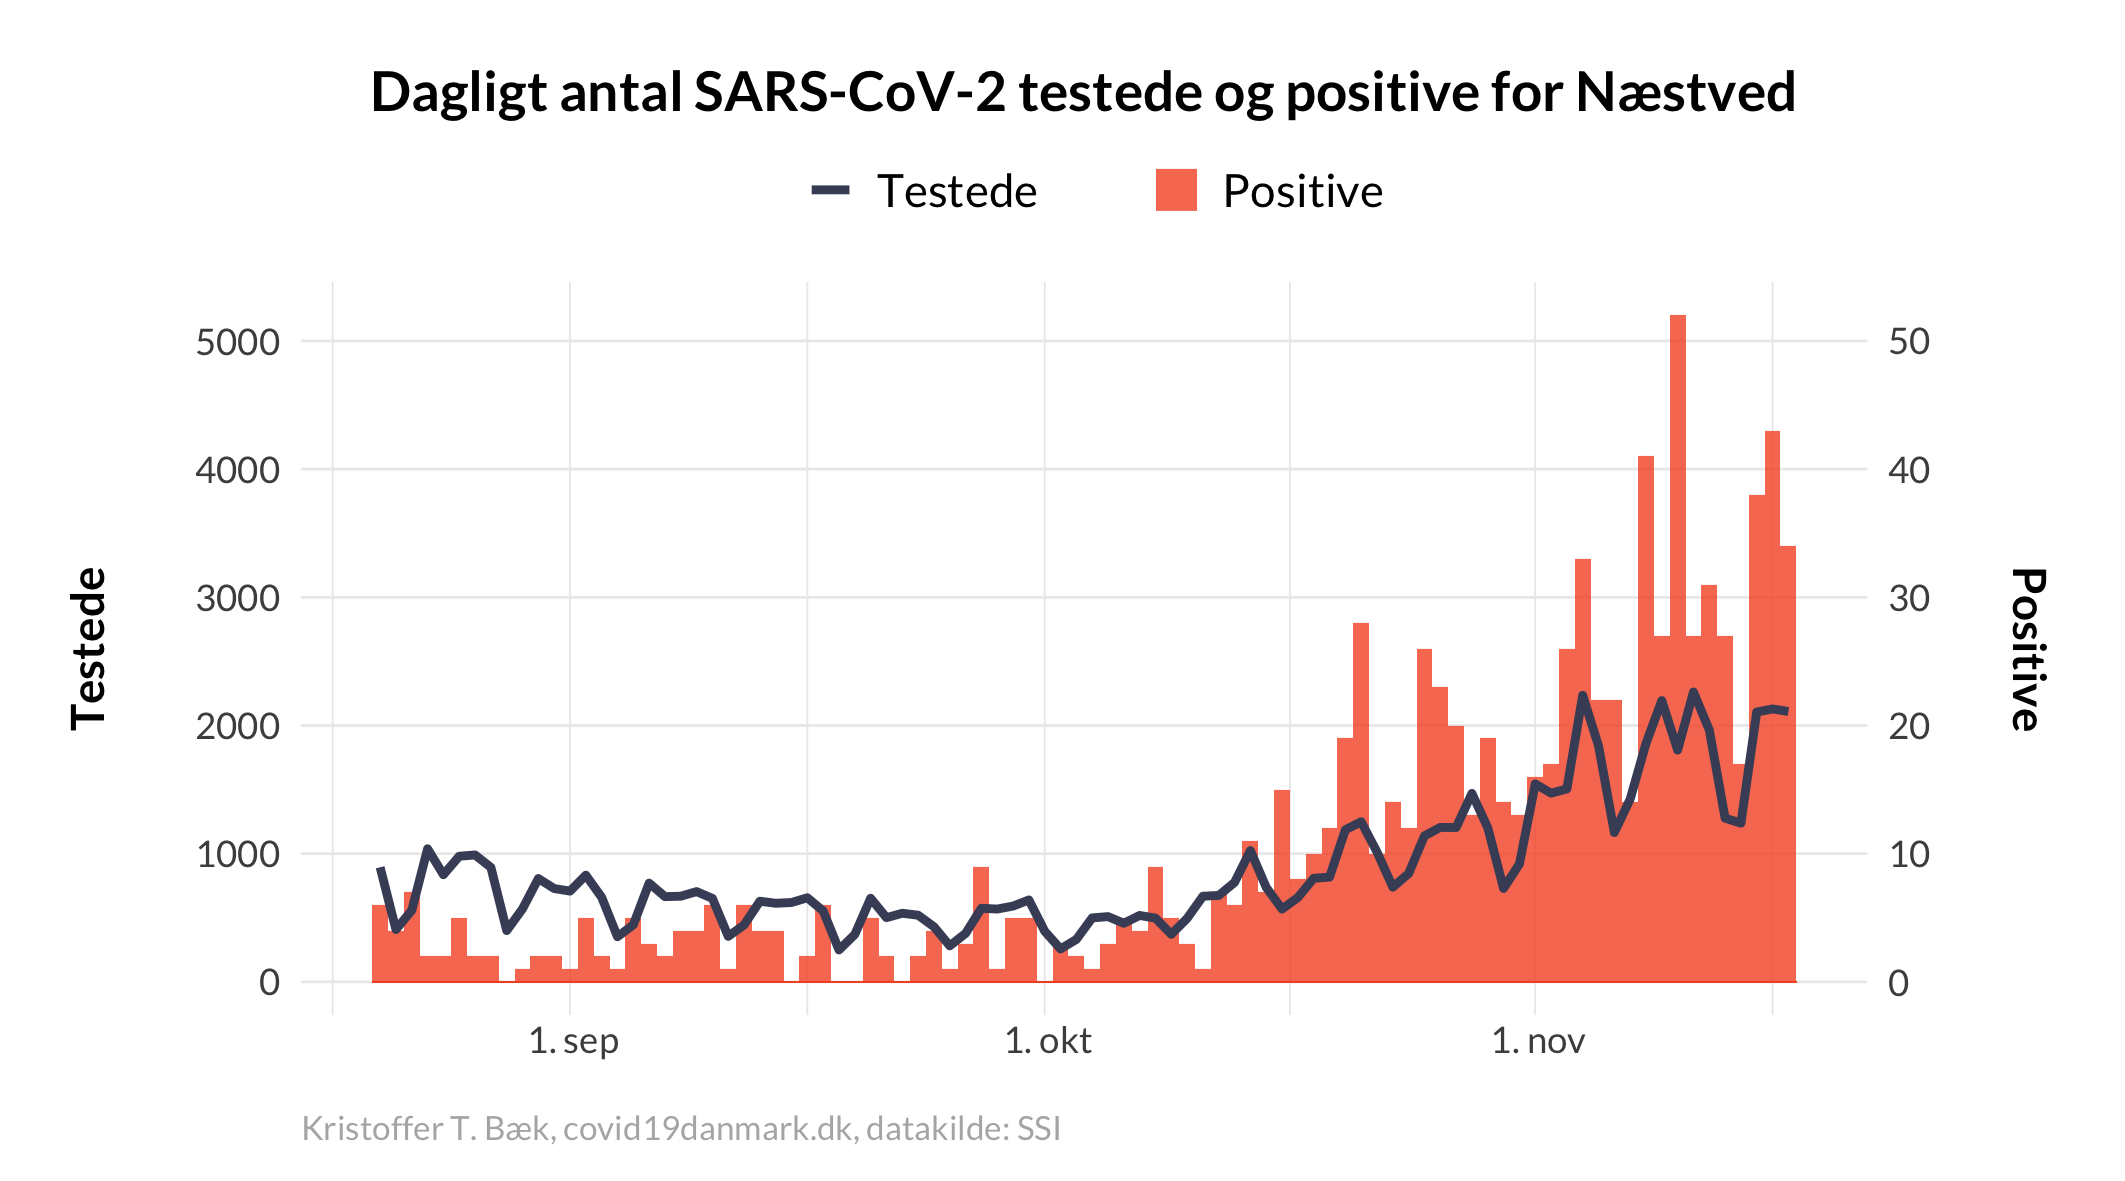 Dagligt antal SARS-CoV-2 testede og positive for Næstved
Testede
Positive
5000
4000
3000
2000
1000
0
Testede
50
40
30
20
10
0
Positive
1. sep
1. okt
1. nov
Kristoffer T. Bæk, covid19danmark.dk, datakilde: SSI